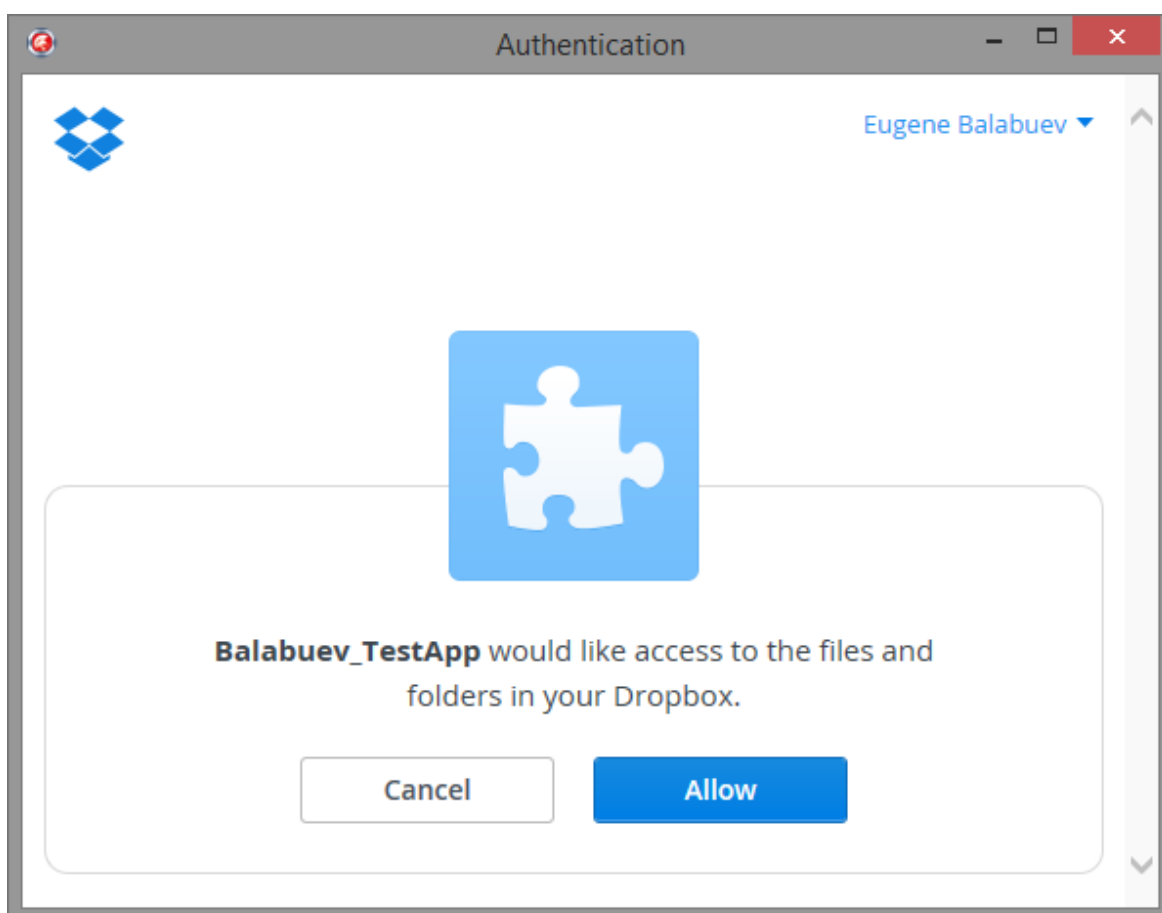 Authentication
Eugene Balabuev
Balabuev_TestApp would like access to the files and
folders in your Dropbox.
Cancel
Allow